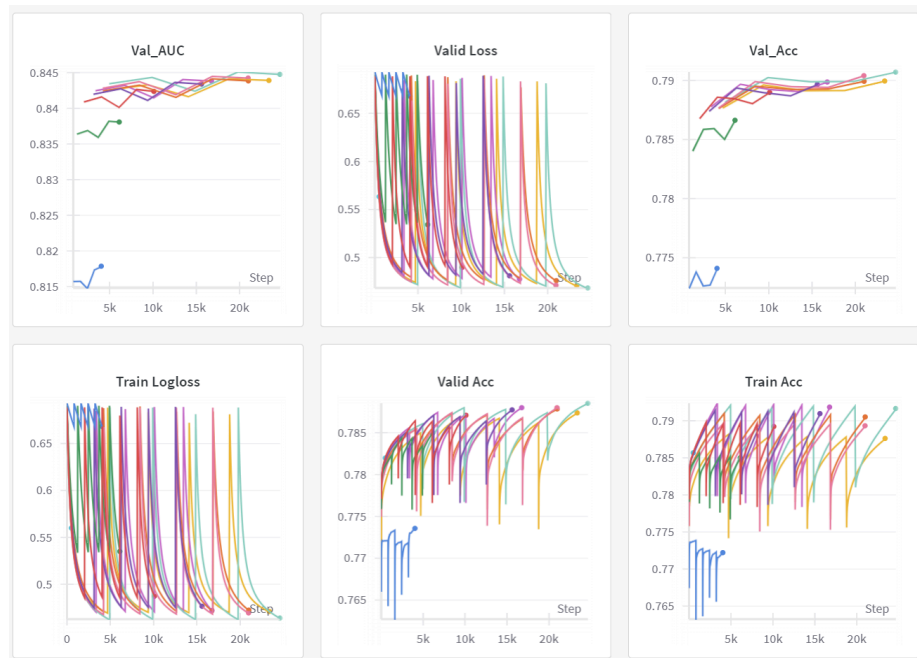 Val_AUC
0.845
0.84
0.835
0.83
0.825
0.82
0.815
5k
10k
15k
20k
Step
Valid Loss
0.65
0.6
0.55
0.5
5k
10k
15k
20k
Step
Val_Acc
0.79
0.785
0.78
0.775
5k
10k
15k
20k
Step
Train Logloss
0.65
0.6
0.55
0.5
0
5k
10k
15k
20k
Step
Valid Acc
0.785
0.78
0.775
0.77
0.765
5k
10k
15k
20k
Step
Train Acc
0.79
0.785
0.78
0.775
0.77
0.765
5k
10k
15k
20k
Step